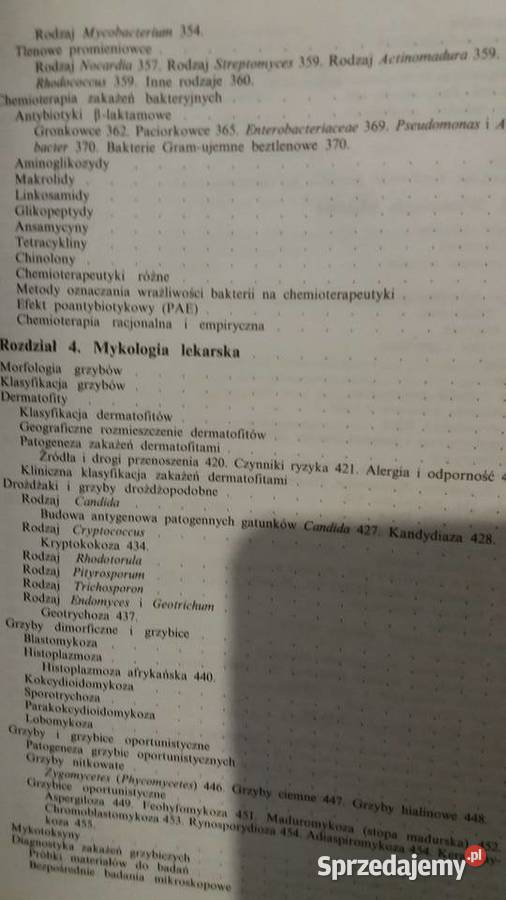 Rodzaj Mycobacterium 354.
Tlenowe promieniowce
Rodzaj Nocardia 357. Rodzaj Streptomyces 359. Rodzaj Actinomadura 359.
Rhodococcus 359. Inne rodzaje 360.
Chemioterapia zakażeń bakteryjnych
Antybiotyki β-laktamowe
Gronkowce 362. Paciorkowce 365. Enterobacteriaceae 369. Pseudomonas i A
bacter 370. Bakterie Gram-ujemne beztlenowe 370.
Aminoglikozydy
Makrolidy
Linkosamidy
Glikopeptydy
Ansamycyny
Tetracykliny
Chinolony
Chemioterapeutyki różne
Metody oznaczania wrażliwości bakterii na chemioterapeutyki
Efekt poantybiotykowy (PAE)
Chemioterapia racjonalna i empiryczna
Rozdział 4. Mykologia lekarska
Morfologia grzybów
Klasyfikacja grzybów
Dermatofity
Klasyfikacja dermatofitów
Geograficzne rozmieszczenie dermatofitów
Patogeneza zakażeń dermatofitami
Źródła i drogi przenoszenia 420. Czynniki ryzyka 421. Alergia i odporność 4
Kliniczna klasyfikacja zakażeń dermatofitami
Drożdżaki i grzyby drożdżopodobne
Rodzaj Candida
Budowa antygenowa patogennych gatunków Candida 427. Kandydiaza 428.
Rodzaj Cryptococcus
Kryptokokoza 434.
Rodzaj Rhodotorula
Rodzaj Pityrosporum
Rodzaj Trichosporon
Rodzaj Endomyces i Geotrichum
Geotrychoza 437.
Grzyby dimorficzne i grzybice
Blastomykoza
Histoplazmoza
Histoplazmoza afrykańska 440.
Kokcydioidomykoza
Sporotrychoza
Parakokcydioidomykoza
Lobomykoza
Grzyby i grzybice oportunistyczne
Patogeneza grzybic oportunistycznych
Grzyby nitkowate
Zygomycetes (Phycomycetes) 446. Grzyby ciemne 447. Grzyby hialinowe 448.
Grzybice oportunistyczne
Aspergiloza 449. Feohyfomykoza 451. Maduromykoza (stopa madurska) 452.
Chromoblastomykoza 453. Rynosporydioza 454. Adiaspiromykoza 454.
koza 455.
Mykotoksyny
Diagnostyka zakażeń grzybiczych
Próbki materiałów do badań
Bezpośrednie badania mikroskopowe
Sprzedajemy.pl